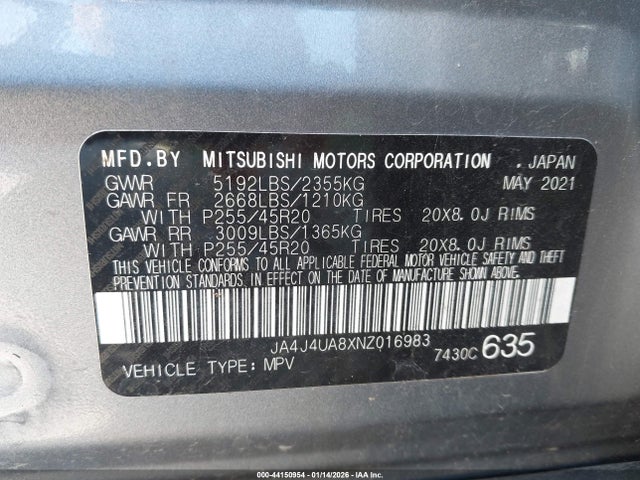 MFD.BY MITSUBISHI MOTORS CORPORATION . JAPAN
GVWR 5192LBS/2355KG MAY 2021
GAWR FR 2668LBS/1210KG
WITH P255/45R20 TIRES 20X8.0J RIMS
GAWR RR 3009LBS/1365KG
WITH P255/45R20 TIRES 20X8.0J RIMS
THIS VEHICLE CONFORMS TO ALL APPLICABLE FEDERAL MOTOR VEHICLE SAFETY AND THEFT
PREVENTION STANDARDS IN EFFECT ON THE DATE OF MANUFACTURE SHOWN ABOVE.
JA4J4UA8XNZ016983
7430C 635
VEHICLE TYPE: MPV
000-44150954 - 01/14/2026 - IAA Inc.